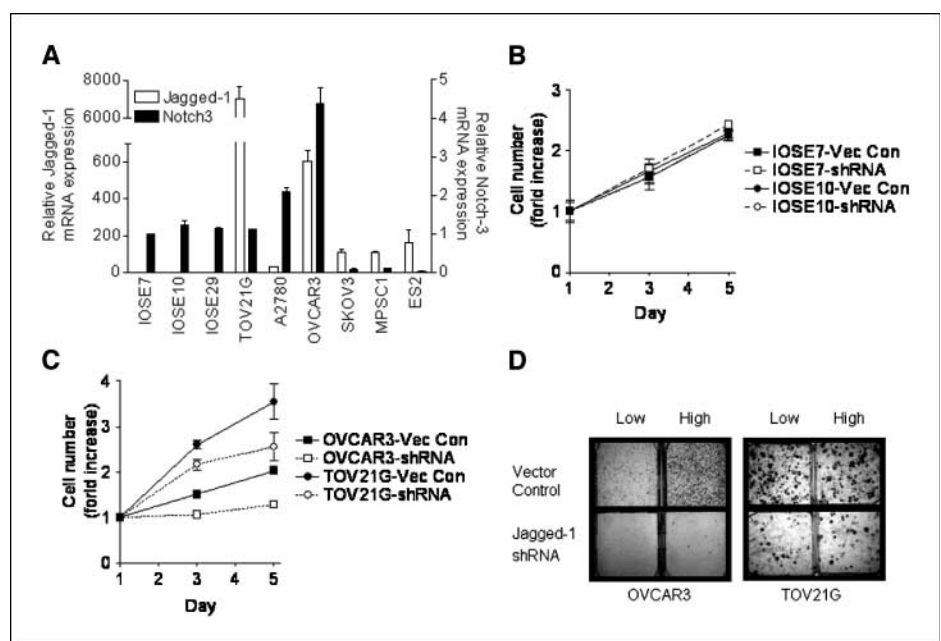 A
8000
6000
600
400
200
0
Relative Jagged-1
mRNA expression
Jagged-1
Notch3
5
4
3
2
1
0
Relative Notch-3
mRNA expression
IOSE7
IOSE10
IOSE29
TOV21G
A2780
OVCAR3
SKOV3
MPSC1
ES2
B
3
2
1
0
Cell number
(forld increase)
1 2 3 4 5
Day
IOSE7-Vec Con
IOSE7-shRNA
IOSE10-Vec Con
IOSE10-shRNA
C
4
3
2
1
0
Cell number
(forld increase)
1 2 3 4 5
Day
OVCAR3-Vec Con
OVCAR3-shRNA
TOV21G-Vec Con
TOV21G-shRNA
D
Low High Low High
Vector
Control
Jagged-1
shRNA
OVCAR3 TOV21G